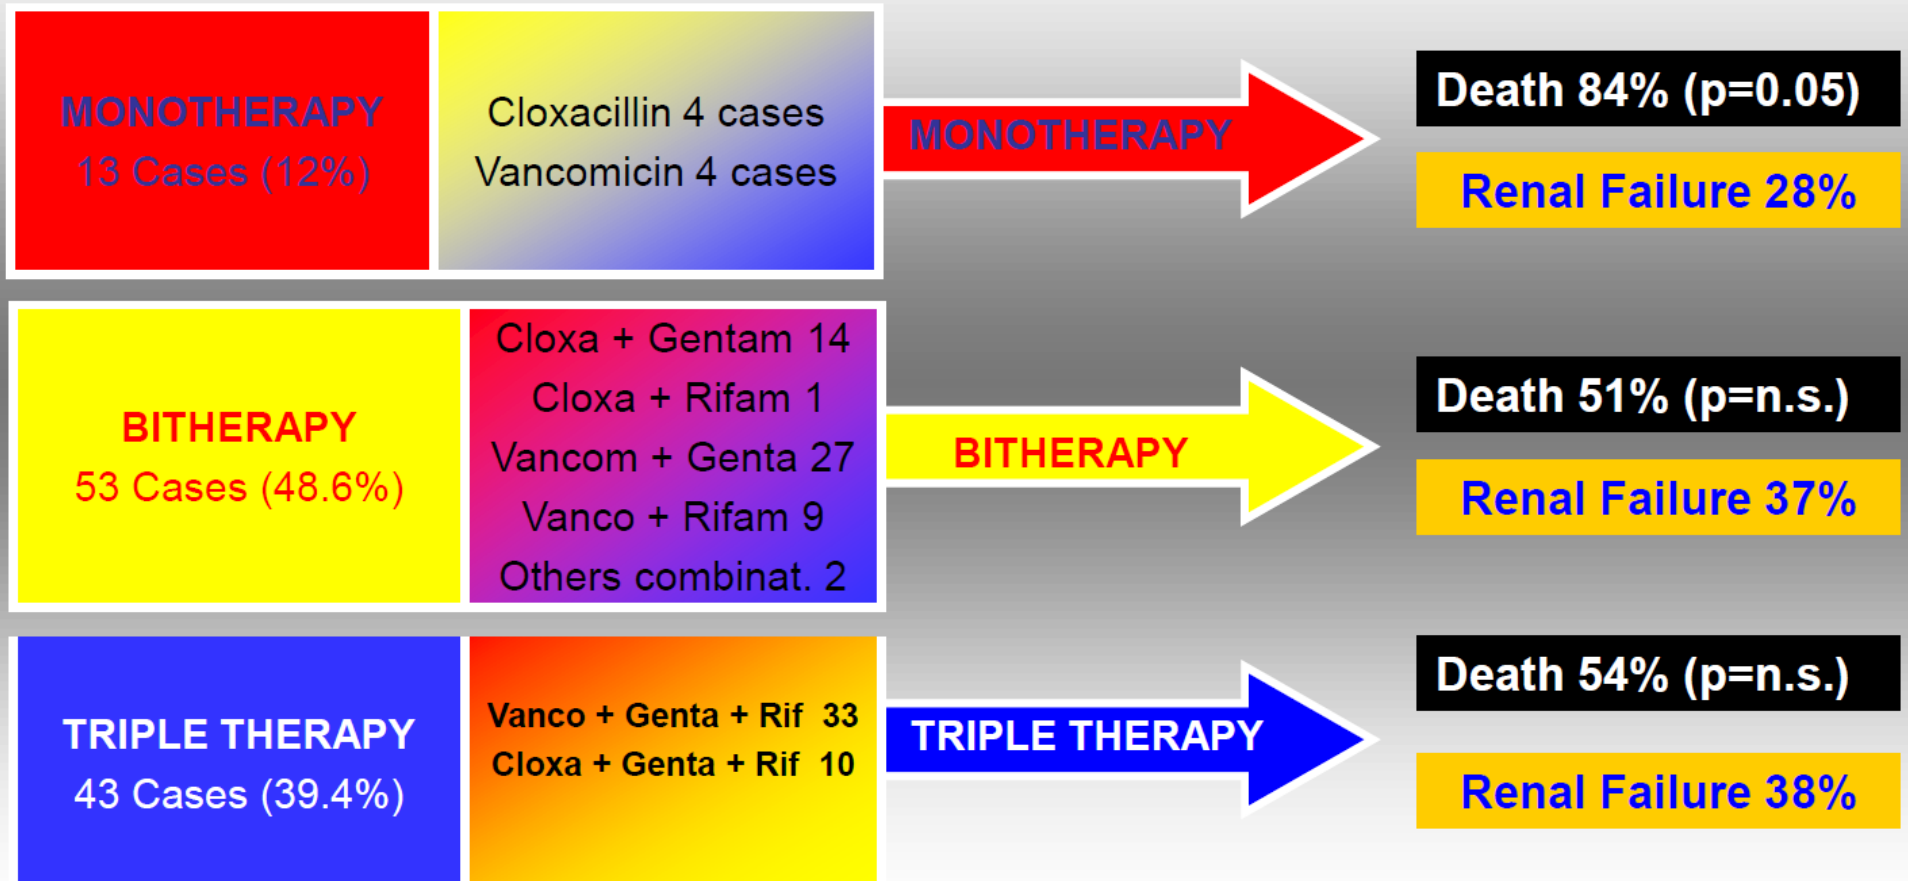 MONOTHERAPY
13 Cases (12%)
Cloxacillin 4 cases
Vancomicin 4 cases
MONOTHERAPY
Death 84% (p=0.05)
Renal Failure 28%
BITHERAPY
53 Cases (48.6%)
Cloxa + Gentam 14
Cloxa + Rifam 1
Vancom + Genta 27
Vanco + Rifam 9
Others combinat. 2
BITHERAPY
Death 51% (p=n.s.)
Renal Failure 37%
TRIPLE THERAPY
43 Cases (39.4%)
Vanco + Genta + Rif 33
Cloxa + Genta + Rif 10
TRIPLE THERAPY
Death 54% (p=n.s.)
Renal Failure 38%